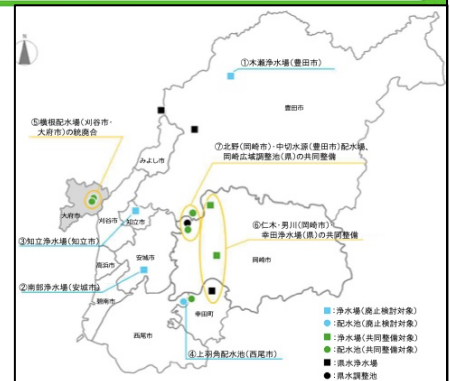 ①木瀬浄水場(豊田市)
豊田市
⑤横根配水場(刈谷市・
大府市)の統廃合
⑦北野(岡崎市)・中切水源(豊田市)配水場、
岡崎広域調整池(県)の共同整備
みよし市
大府市
刈谷市
知立市
⑥仁木・男川(岡崎市)
幸田浄水場(県)の共同整備
③知立浄水場(知立市)
安城市
岡崎市
高浜市
②南部浄水場(安城市)
碧南市
西尾市
幸田町
④上羽角配水池(西尾市)
:浄水場(廃止検討対象)
:配水池(廃止検討対象)
:浄水場(共同整備対象)
:配水池(共同整備対象)
:県水浄水場
:県水調整池